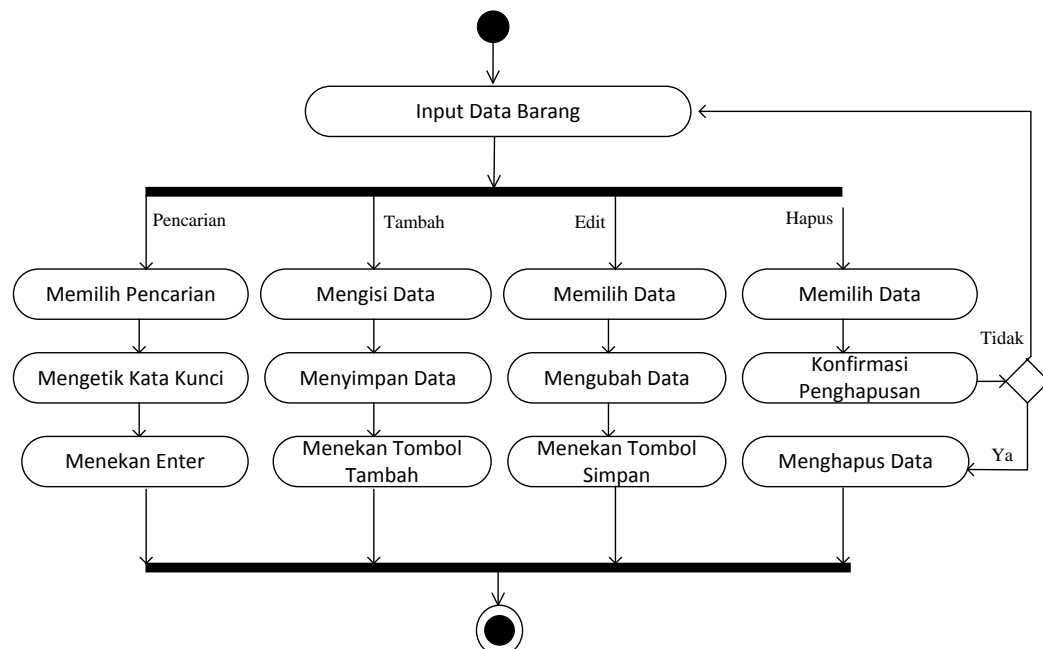 Input Data Barang
Pencarian
Tambah
Edit
Hapus
Memilih Pencarian
Mengisi Data
Memilih Data
Memilih Data
Tidak
Mengetik Kata Kunci
Menyimpan Data
Mengubah Data
Konfirmasi
Penghapusan
Menekan Enter
Menekan Tombol
Tambah
Menekan Tombol
Simpan
Menghapus Data
Ya